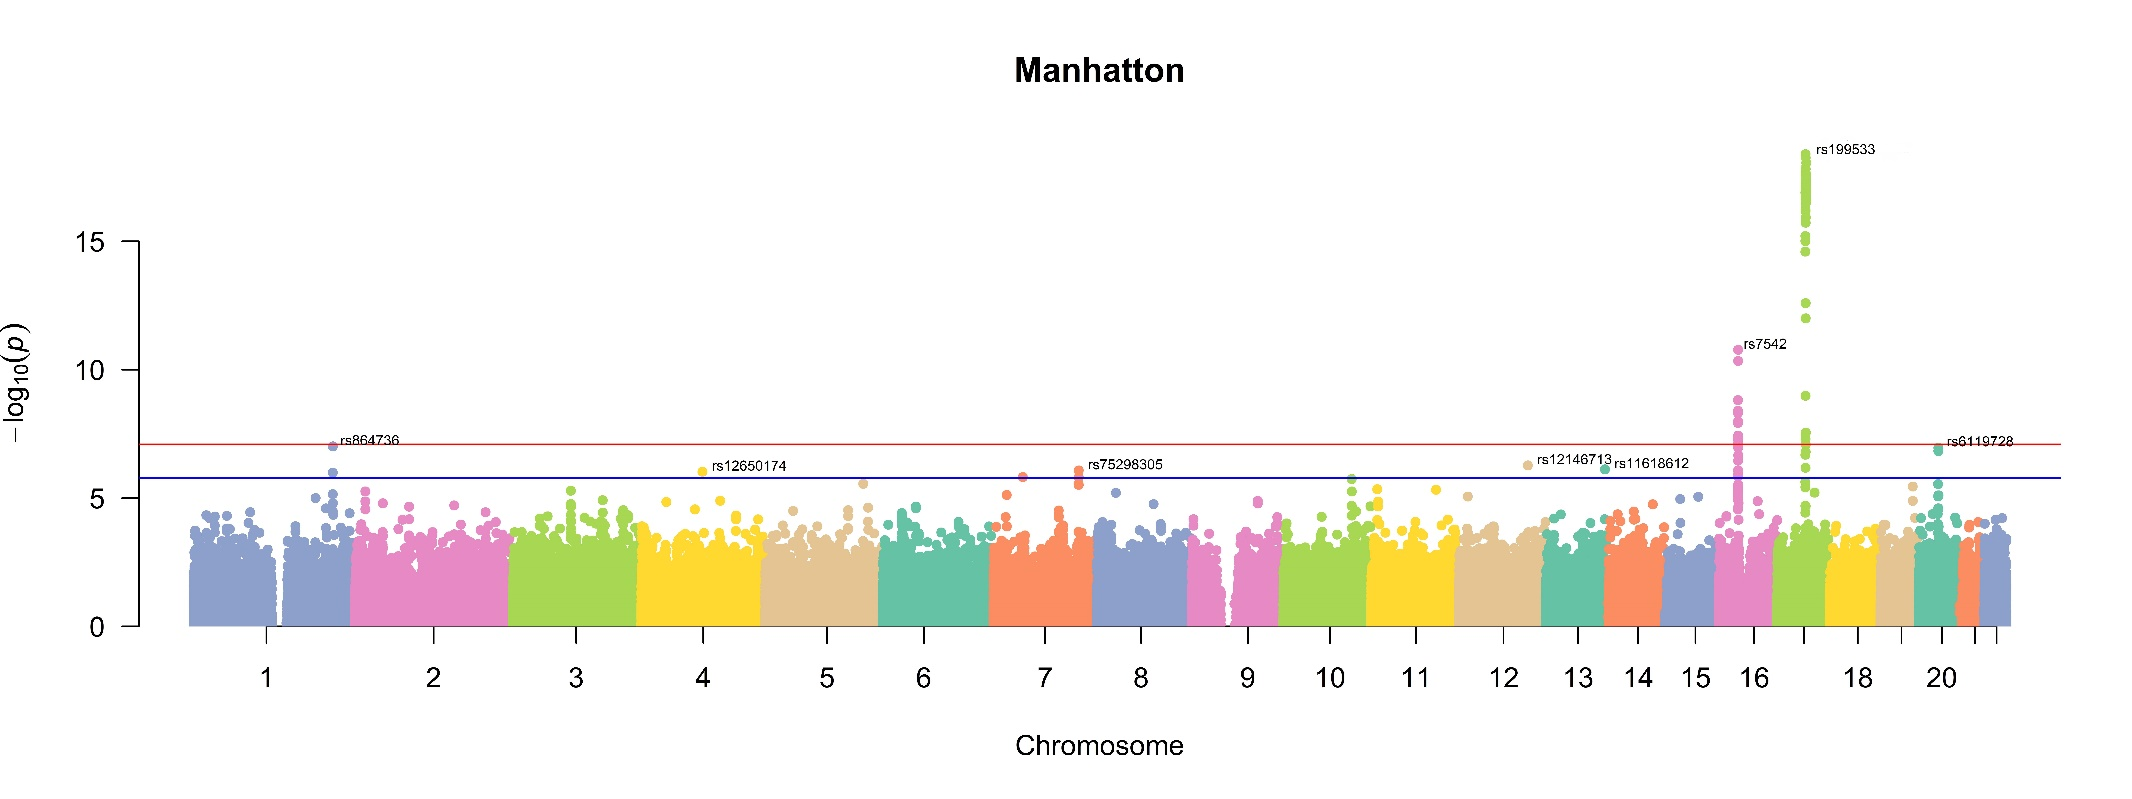 Manhatton
rs199533
15
rs7542
10
rs864736
rs6119728
rs12650174
rs75298305
rs12146713
rs11618612
5
0
−log10(p)
1 2 3 4 5 6 7 8 9 10 11 12 13 14 15 16 18 20
Chromosome